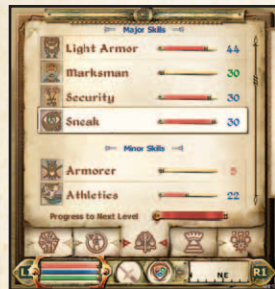 Major Skills
Light Armor 44
Marksman 30
Security 30
Sneak 30
Minor Skills
Armorer 5
Athletics 22
Progress to Next Level
L1 NE R1